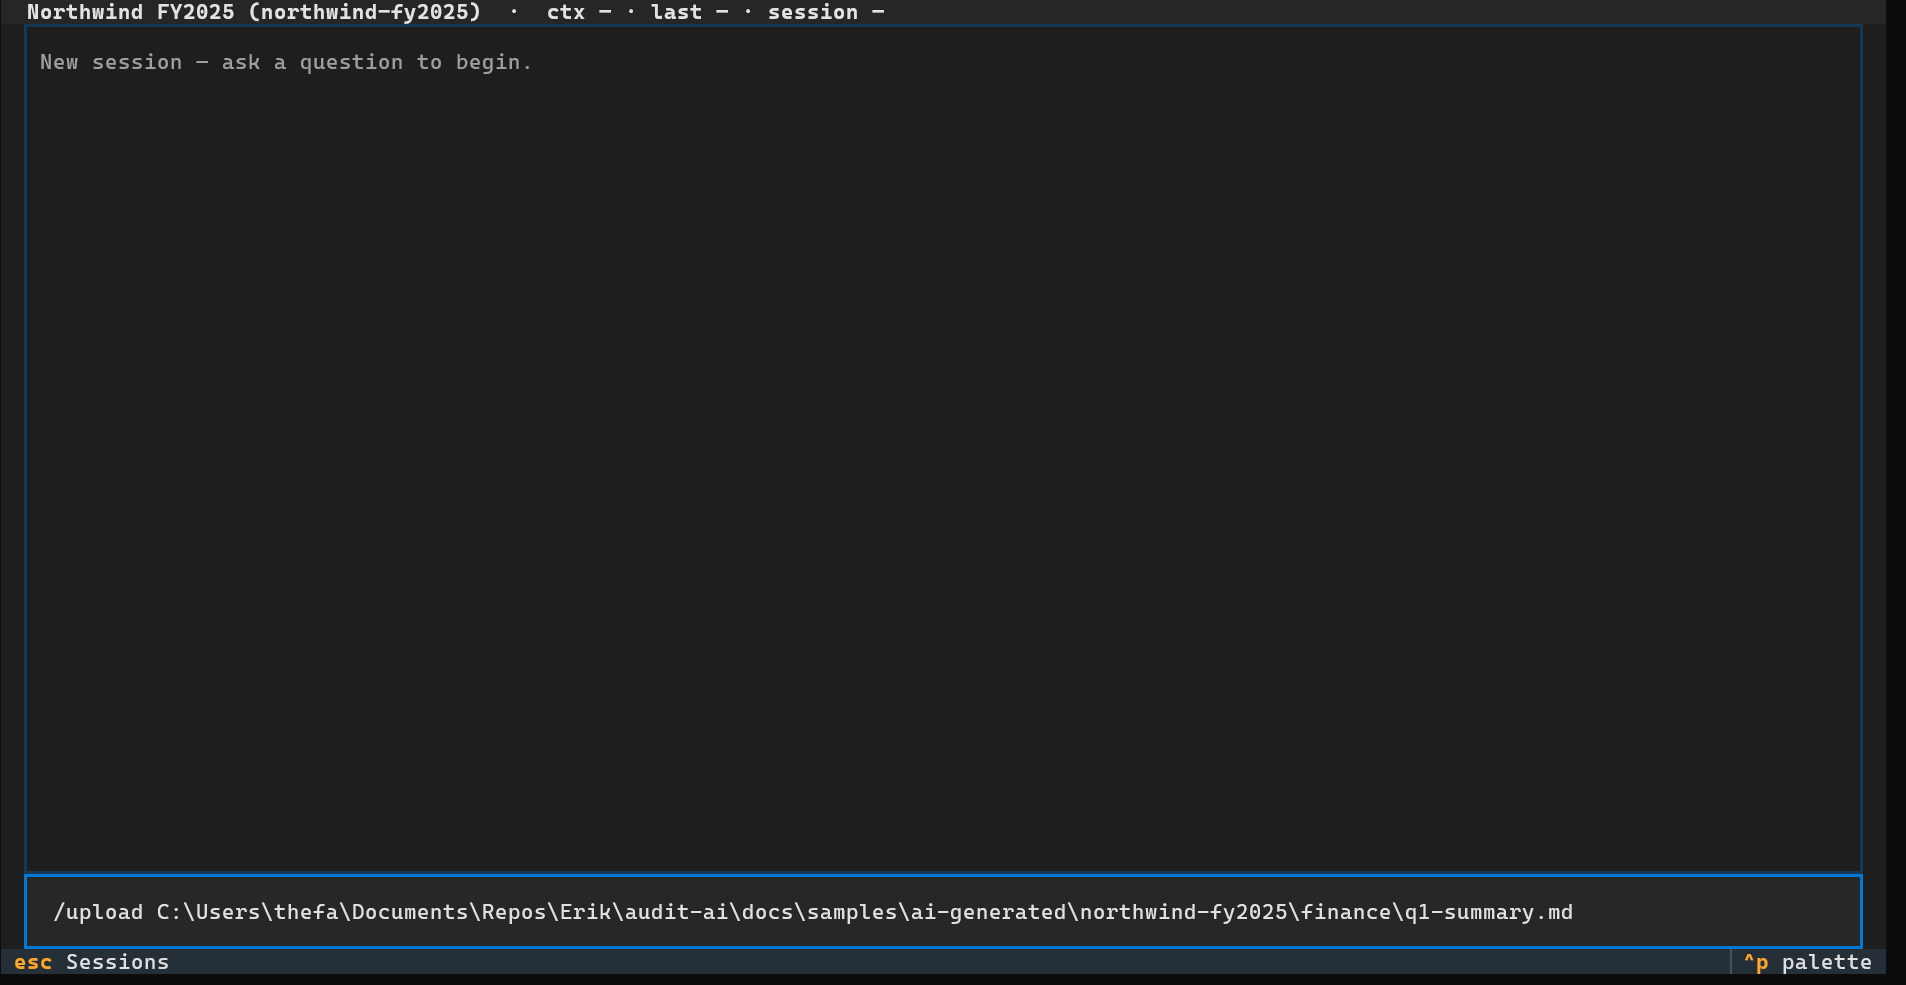 Northwind FY2025 (northwind-fy2025)  ·  ctx — · last — · session —
New session — ask a question to begin.
/upload C:\Users\thefa\Documents\Repos\Erik\audit-ai\docs\samples\ai-generated\northwind-fy2025\finance\q1-summary.md
esc Sessions
^p palette